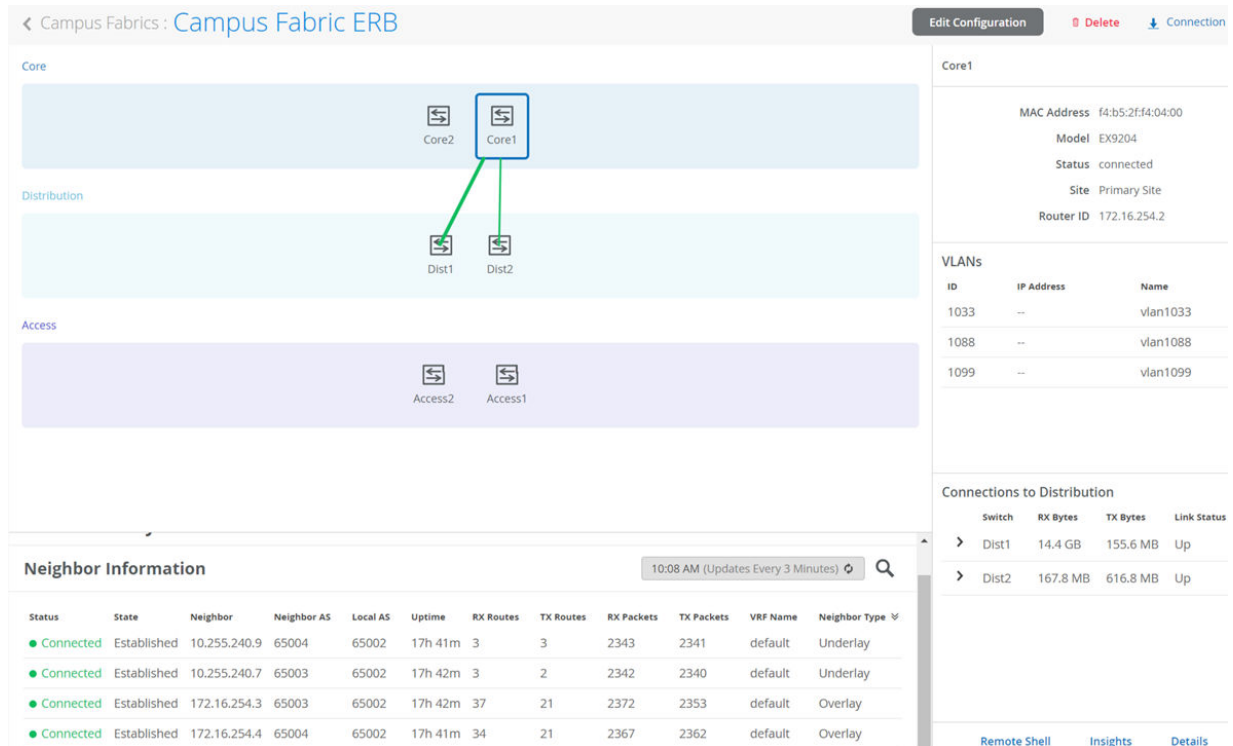 Campus Fabrics : Campus Fabric ERB
Edit Configuration
Delete
Connection
Core
Core2
Core1
Distribution
Dist1
Dist2
Access
Access2
Access1
Core1
MAC Address f4:b5:2f:f4:04:00
Model EX9204
Status connected
Site Primary Site
Router ID 172.16.254.2
VLANs
ID IP Address Name
1033 -- vlan1033
1088 -- vlan1088
1099 -- vlan1099
Connections to Distribution
Switch RX Bytes TX Bytes Link Status
Dist1 14.4 GB 155.6 MB Up
Dist2 167.8 MB 616.8 MB Up
Remote Shell Insights Details
Neighbor Information
10:08 AM (Updates Every 3 Minutes)
Status State Neighbor Neighbor AS Local AS Uptime RX Routes TX Routes RX Packets TX Packets VRF Name Neighbor Type
Connected Established 10.255.240.9 65004 65002 17h 41m 3 3 2343 2341 default Underlay
Connected Established 10.255.240.7 65003 65002 17h 42m 3 2 2342 2340 default Underlay
Connected Established 172.16.254.3 65003 65002 17h 42m 37 21 2372 2353 default Overlay
Connected Established 172.16.254.4 65004 65002 17h 41m 34 21 2367 2362 default Overlay